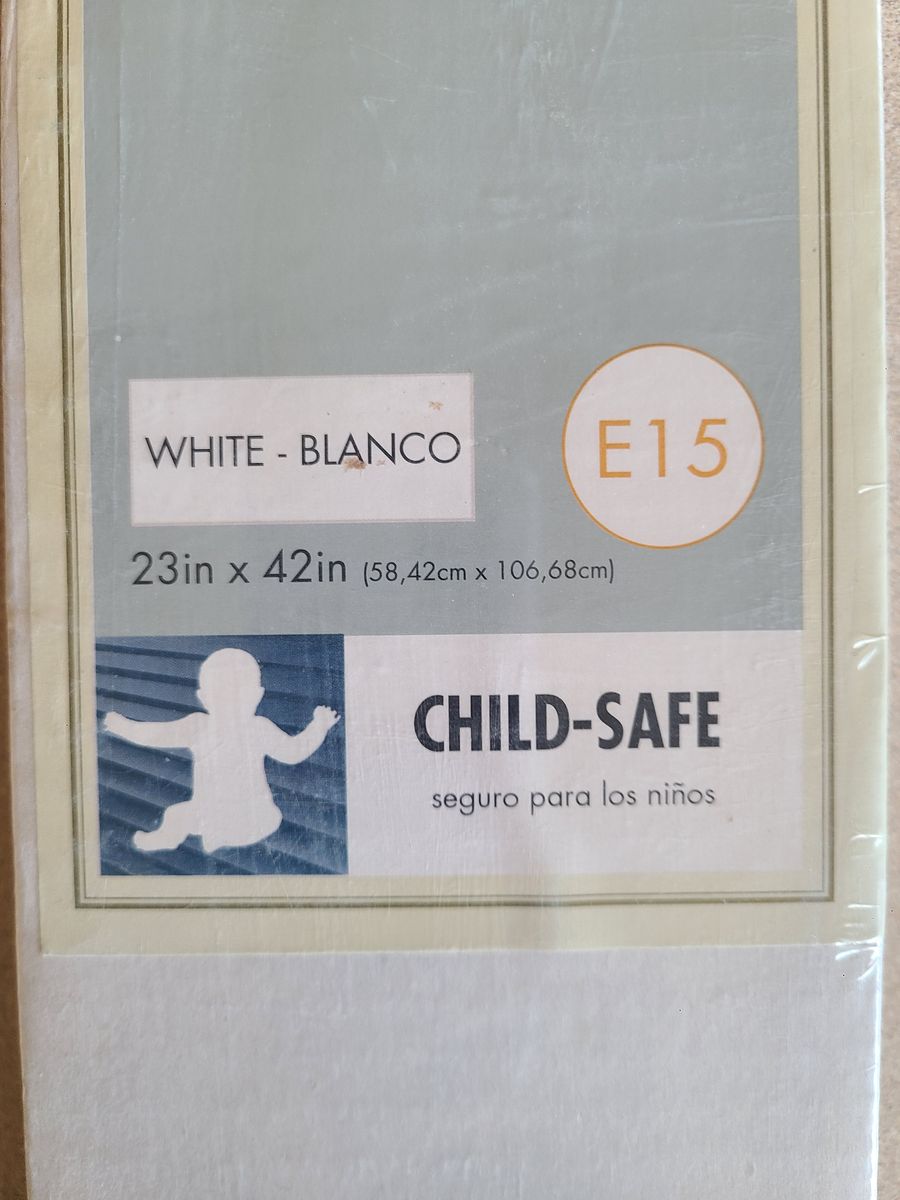 WHITE - BLANCO
E15
23in x 42in (58,42cm x 106,68cm)
CHILD-SAFE
seguro para los niños